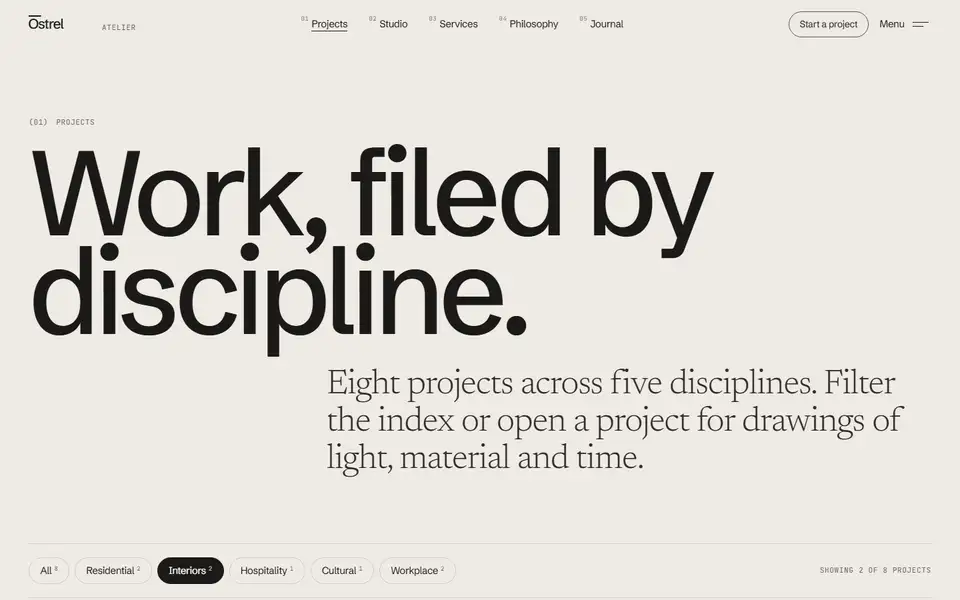 Ōstrel
ATELIER
01 Projects
02 Studio
03 Services
04 Philosophy
05 Journal
Start a project
Menu
(01) PROJECTS
Work, filed by
discipline.
Eight projects across five disciplines. Filter
the index or open a project for drawings of
light, material and time.
All 8
Residential 2
Interiors 2
Hospitality 1
Cultural 1
Workplace 2
SHOWING 2 OF 8 PROJECTS